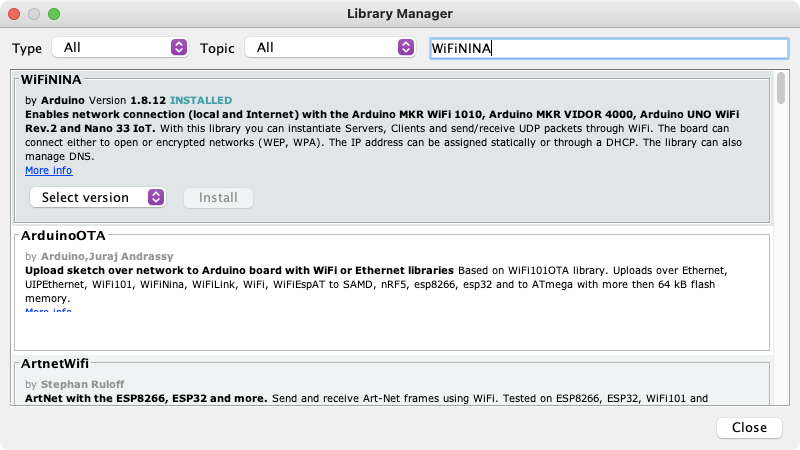 Library Manager
Type All Topic All WiFiNINA
WiFiNINA
by Arduino Version 1.8.12 INSTALLED
Enables network connection (local and Internet) with the Arduino MKR WiFi 1010, Arduino MKR VIDOR 4000, Arduino UNO WiFi
Rev.2 and Nano 33 IoT. With this library you can instantiate Servers, Clients and send/receive UDP packets through WiFi. The board can
connect either to open or encrypted networks (WEP, WPA). The IP address can be assigned statically or through a DHCP. The library can also
manage DNS.
More info
Select version Install
ArduinoOTA
by Arduino,Juraj Andrassy
Upload sketch over network to Arduino board with WiFi or Ethernet libraries Based on WiFi101OTA library. Uploads over Ethernet,
UIPEthernet, WiFi101, WiFiNina, WiFiLink, WiFi, WiFiEspAT to SAMD, nRF5, esp8266, esp32 and to ATmega with more then 64 kB flash
memory.
More info
ArtnetWifi
by Stephan Ruloff
ArtNet with the ESP8266, ESP32 and more. Send and receive Art-Net frames using WiFi. Tested on ESP8266, ESP32, WiFi101 and
Close